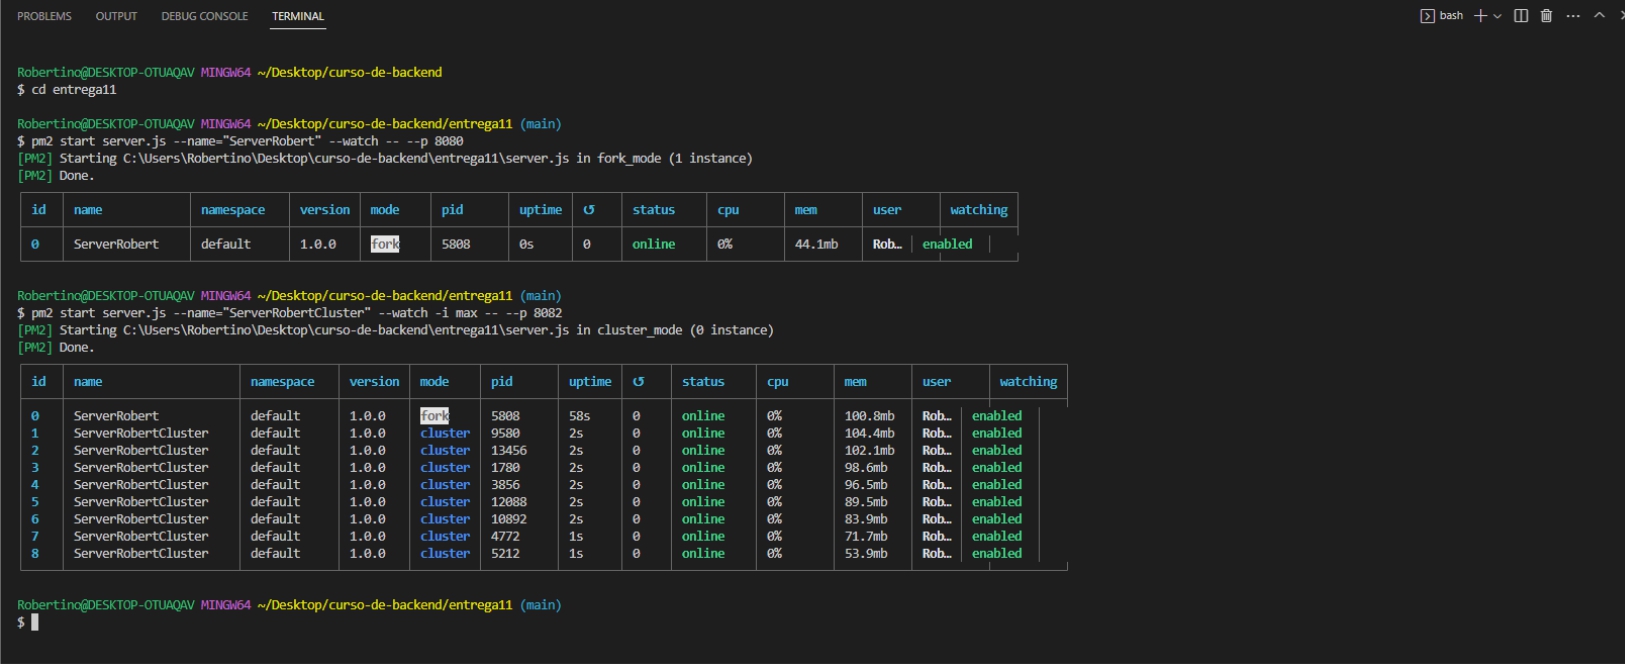 PROBLEMS OUTPUT DEBUG CONSOLE TERMINAL bash
Robertino@DESKTOP-OTUAQAV MINGW64 ~/Desktop/curso-de-backend
$ cd entrega11
Robertino@DESKTOP-OTUAQAV MINGW64 ~/Desktop/curso-de-backend/entrega11 (main)
$ pm2 start server.js --name="ServerRobert" --watch -- --p 8080
[PM2] Starting C:\Users\Robertino\Desktop\curso-de-backend\entrega11\server.js in fork_mode (1 instance)
[PM2] Done.
id name namespace version mode pid uptime ↺ status cpu mem user watching
0 ServerRobert default 1.0.0 fork 5808 0s 0 online 0% 44.1mb Rob… enabled
Robertino@DESKTOP-OTUAQAV MINGW64 ~/Desktop/curso-de-backend/entrega11 (main)
$ pm2 start server.js --name="ServerRobertCluster" --watch -i max -- --p 8082
[PM2] Starting C:\Users\Robertino\Desktop\curso-de-backend\entrega11\server.js in cluster_mode (0 instance)
[PM2] Done.
id name namespace version mode pid uptime ↺ status cpu mem user watching
0 ServerRobert default 1.0.0 fork 5808 58s 0 online 0% 100.8mb Rob… enabled
1 ServerRobertCluster default 1.0.0 cluster 9580 2s 0 online 0% 104.4mb Rob… enabled
2 ServerRobertCluster default 1.0.0 cluster 13456 2s 0 online 0% 102.1mb Rob… enabled
3 ServerRobertCluster default 1.0.0 cluster 1780 2s 0 online 0% 98.6mb Rob… enabled
4 ServerRobertCluster default 1.0.0 cluster 3856 2s 0 online 0% 96.5mb Rob… enabled
5 ServerRobertCluster default 1.0.0 cluster 12088 2s 0 online 0% 89.5mb Rob… enabled
6 ServerRobertCluster default 1.0.0 cluster 10892 2s 0 online 0% 83.9mb Rob… enabled
7 ServerRobertCluster default 1.0.0 cluster 4772 1s 0 online 0% 71.7mb Rob… enabled
8 ServerRobertCluster default 1.0.0 cluster 5212 1s 0 online 0% 53.9mb Rob… enabled
Robertino@DESKTOP-OTUAQAV MINGW64 ~/Desktop/curso-de-backend/entrega11 (main)
$